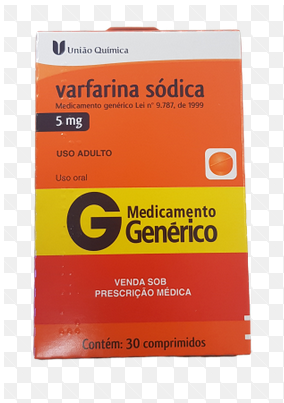 União Química
varfarina sódica
Medicamento genérico Lei nº 9.787, de 1999
5 mg
USO ADULTO
Uso oral
G Medicamento
Genérico
VENDA SOB
PRESCRIÇÃO MÉDICA
Contém: 30 comprimidos